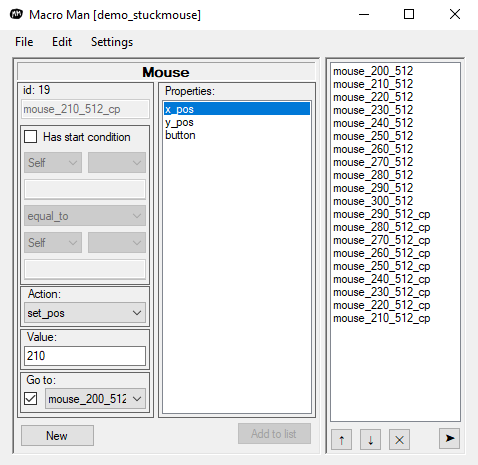 Macro Man [demo_stuckmouse]
File Edit Settings
Mouse
id: 19
mouse_210_512_cp
Has start condition
Self
equal_to
Self
Action:
set_pos
Value:
210
Go to:
mouse_200_512
New
Properties:
x_pos
y_pos
button
Add to list
mouse_200_512
mouse_210_512
mouse_220_512
mouse_230_512
mouse_240_512
mouse_250_512
mouse_260_512
mouse_270_512
mouse_280_512
mouse_290_512
mouse_300_512
mouse_290_512_cp
mouse_280_512_cp
mouse_270_512_cp
mouse_260_512_cp
mouse_250_512_cp
mouse_240_512_cp
mouse_230_512_cp
mouse_220_512_cp
mouse_210_512_cp